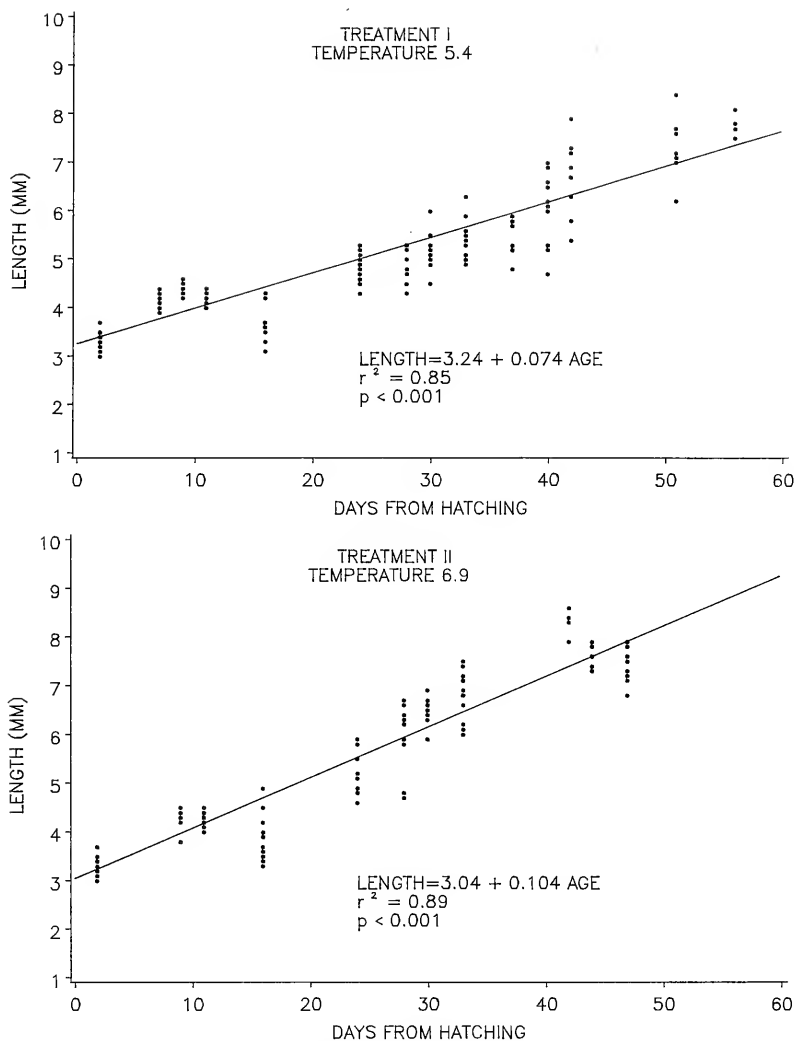 TREATMENT I
TEMPERATURE 5.4
10
9
8
7
6
5
4
3
2
1
LENGTH (MM)
LENGTH=3.24 + 0.074 AGE
r² = 0.85
p < 0.001
0 10 20 30 40 50 60
DAYS FROM HATCHING
TREATMENT II
TEMPERATURE 6.9
10
9
8
7
6
5
4
3
2
1
LENGTH (MM)
LENGTH=3.04 + 0.104 AGE
r² = 0.89
p < 0.001
0 10 20 30 40 50 60
DAYS FROM HATCHING